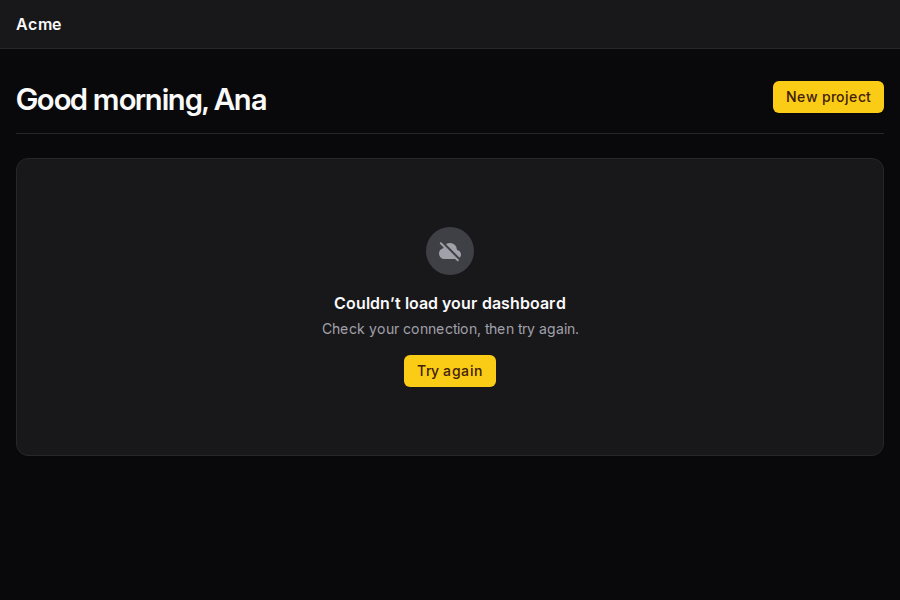 Acme
Good morning, Ana
New project
Couldn’t load your dashboard
Check your connection, then try again.
Try again